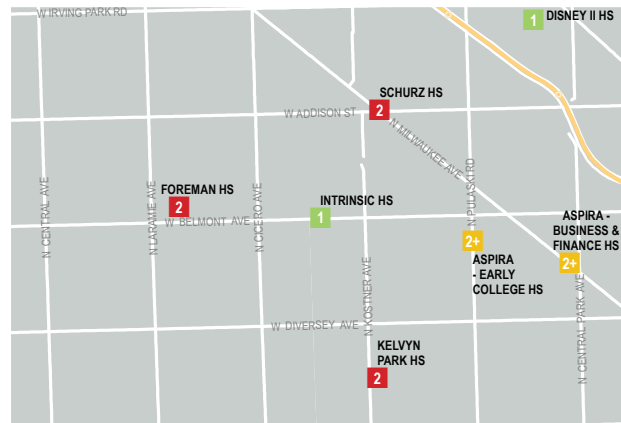 W IRVING PARK RD
1
DISNEY II HS
SCHURZ HS
2
W ADDISON ST
N MILWAUKEE AVE
N CENTRAL AVE
N LARAMIE AVE
FOREMAN HS
2
W BELMONT AVE
N CICERO AVE
INTRINSIC HS
1
N PULASKI RD
2+
ASPIRA
- EARLY
COLLEGE HS
ASPIRA -
BUSINESS &
FINANCE HS
2+
N KOSTNER AVE
W DIVERSEY AVE
N CENTRAL PARK AVE
KELVYN
PARK HS
2